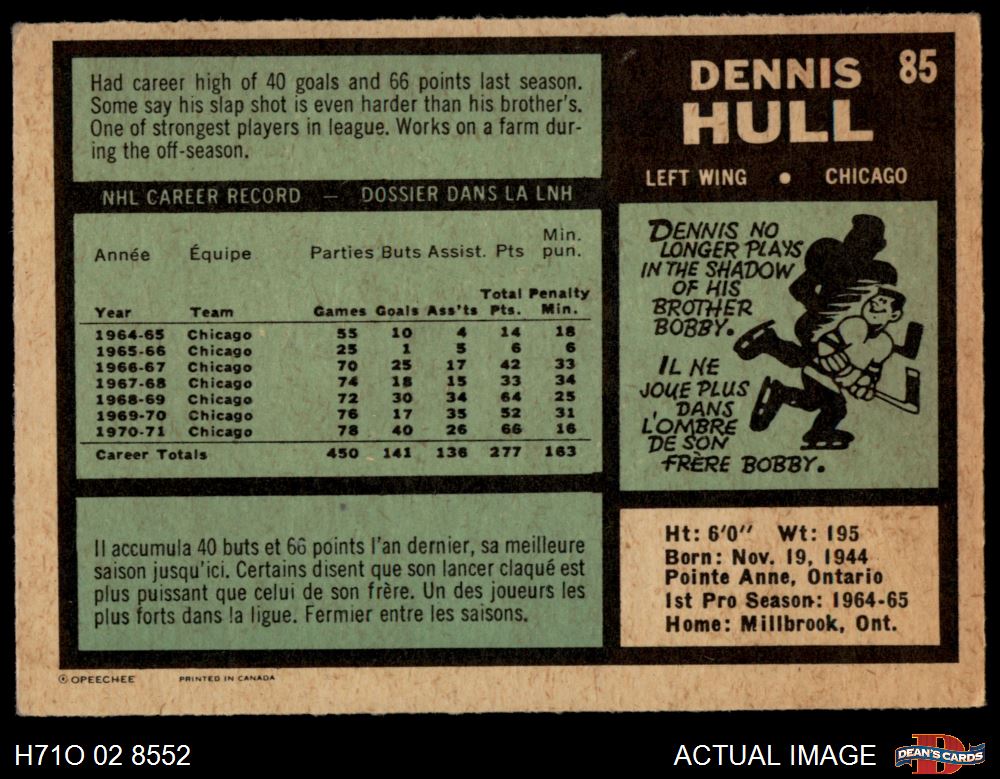 Had career high of 40 goals and 66 points last season.
Some say his slap shot is even harder than his brother's.
One of strongest players in league. Works on a farm dur-
ing the off-season.
DENNIS 85
HULL
LEFT WING • CHICAGO
NHL CAREER RECORD — DOSSIER DANS LA LNH
Année Équipe Parties Buts Assist. Pts Min. pun.
Year Team Games Goals Ass'ts Total Pts. Penalty Min.
1964-65 Chicago 55 10 4 14 18
1965-66 Chicago 25 1 5 6 6
1966-67 Chicago 70 25 17 42 33
1967-68 Chicago 74 18 15 33 34
1968-69 Chicago 72 30 34 64 25
1969-70 Chicago 76 17 35 52 31
1970-71 Chicago 78 40 26 66 16
Career Totals 450 141 136 277 163
DENNIS NO
LONGER PLAYS
IN THE SHADOW
OF HIS
BROTHER
BOBBY.
IL NE
JOUE PLUS
DANS
L'OMBRE
DE SON
FRÈRE BOBBY.
Il accumula 40 buts et 66 points l'an dernier, sa meilleure
saison jusqu'ici. Certains disent que son lancer claqué est
plus puissant que celui de son frère. Un des joueurs les
plus forts dans la ligue. Fermier entre les saisons.
Ht: 6'0" Wt: 195
Born: Nov. 19, 1944
Pointe Anne, Ontario
1st Pro Season: 1964-65
Home: Millbrook, Ont.
© OPEECHEE PRINTED IN CANADA
H71O 02 8552 ACTUAL IMAGE DEAN'S CARDS